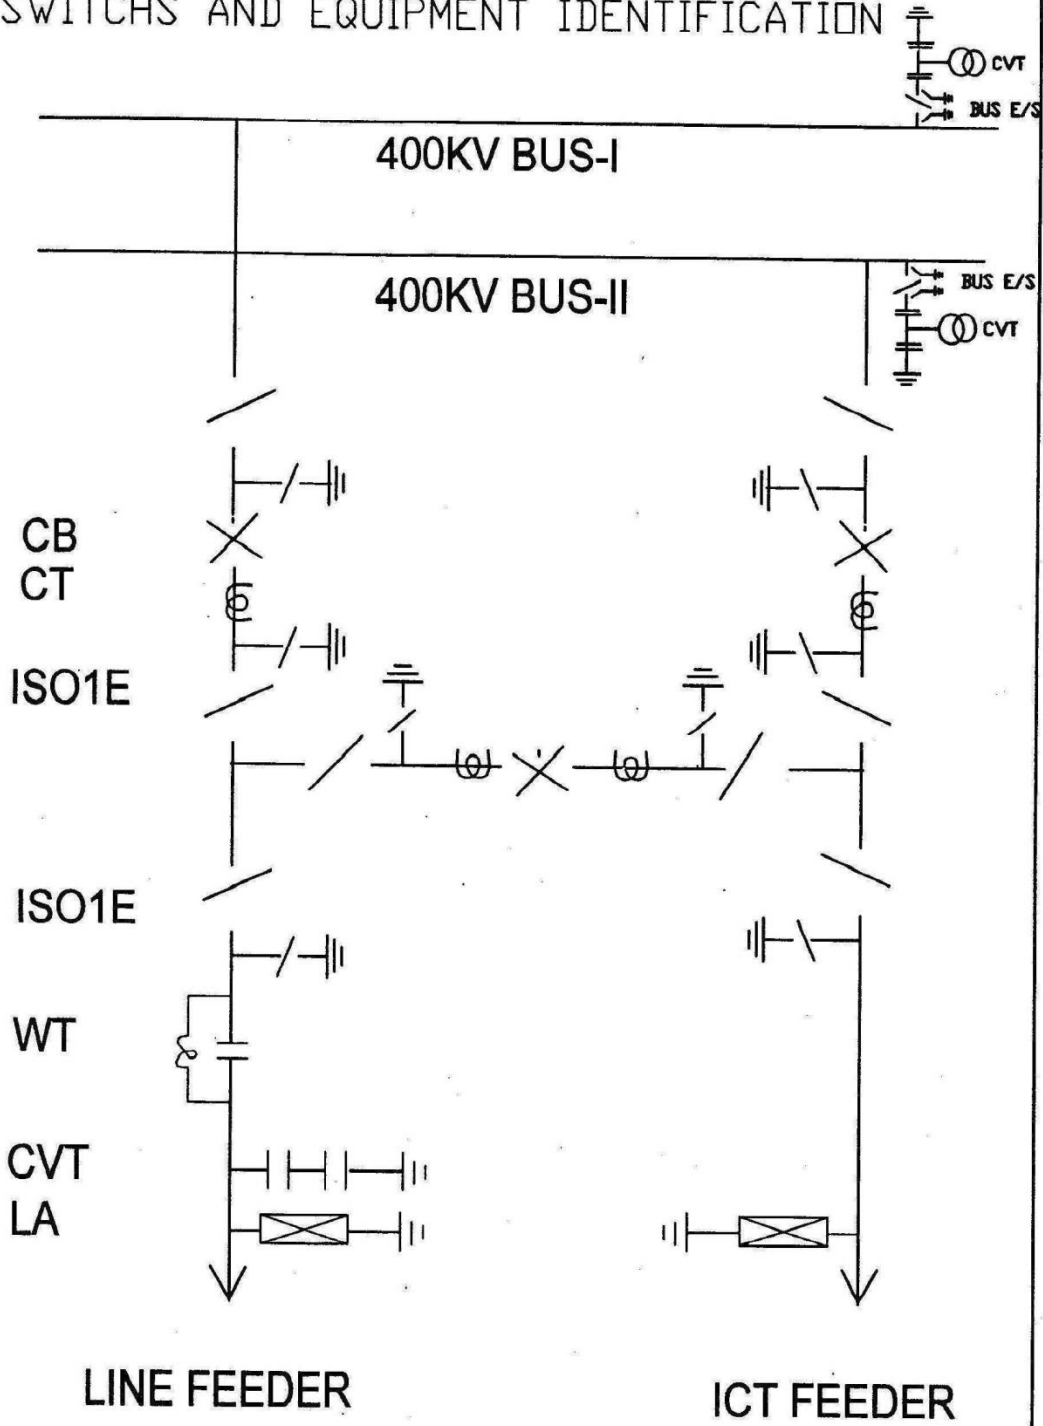 SWITCHS AND EQUIPMENT IDENTIFICATION
CVT
BUS E/S
400KV BUS-I
400KV BUS-II
BUS E/S
CVT
CB
CT
ISO1E
ISO1E
WT
CVT
LA
LINE FEEDER
ICT FEEDER